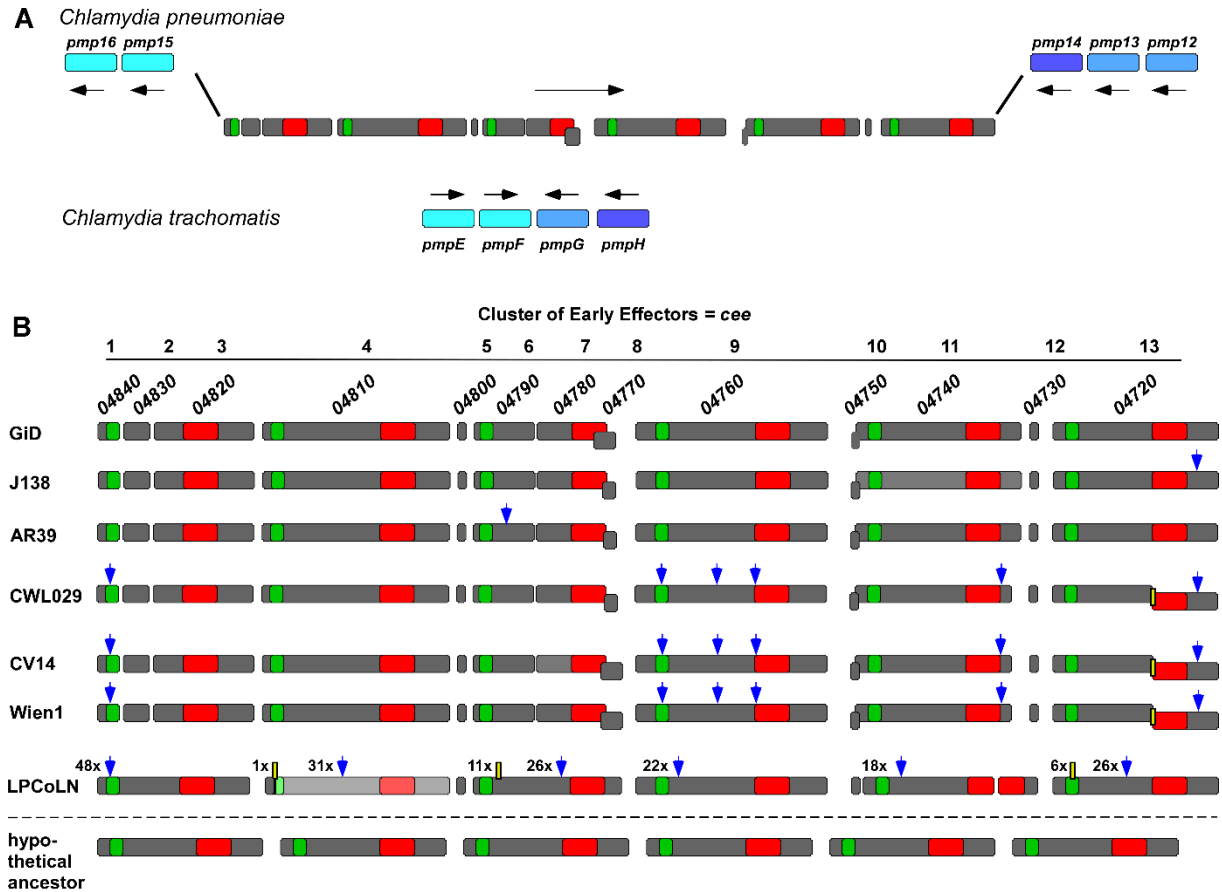 A
Chlamydia pneumoniae
pmp16 pmp15
pmp14 pmp13 pmp12
Chlamydia trachomatis
pmpE pmpF pmpG pmpH
B
Cluster of Early Effectors = cee
1 2 3 4 5 6 7 8 9 10 11 12 13
04840 04830 04820 04810 04800 04790 04780 04770 04760 04750 04740 04730 04720
GiD
J138
AR39
CWL029
CV14
Wien1
48x 1x 31x 11x 26x 22x 18x 6x 26x
LPCoLN
hypo-
thetical
ancestor